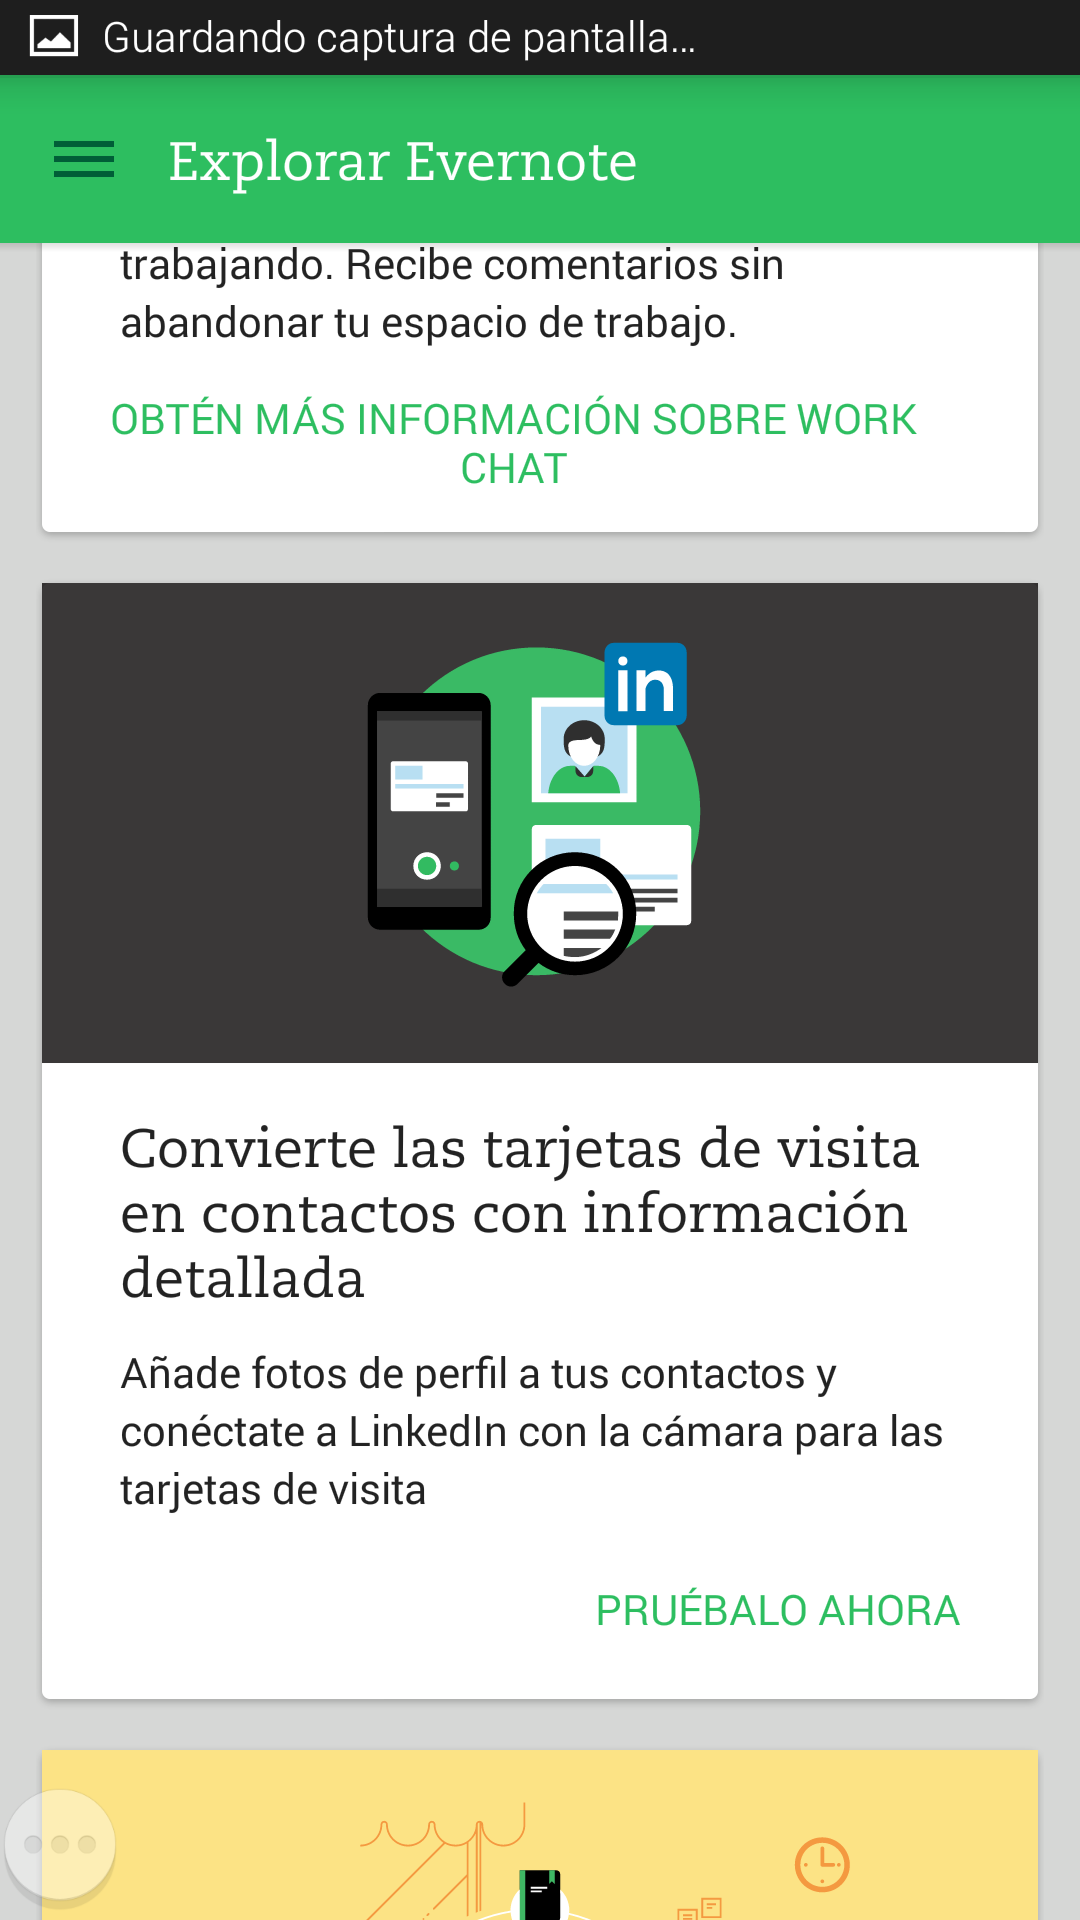 Guardando captura de pantalla...
Explorar Evernote
trabajando. Recibe comentarios sin
abandonar tu espacio de trabajo.
OBTÉN MÁS INFORMACIÓN SOBRE WORK
CHAT
in
Convierte las tarjetas de visita
en contactos con información
detallada
Añade fotos de perfil a tus contactos y
conéctate a LinkedIn con la cámara para las
tarjetas de visita
PRUÉBALO AHORA